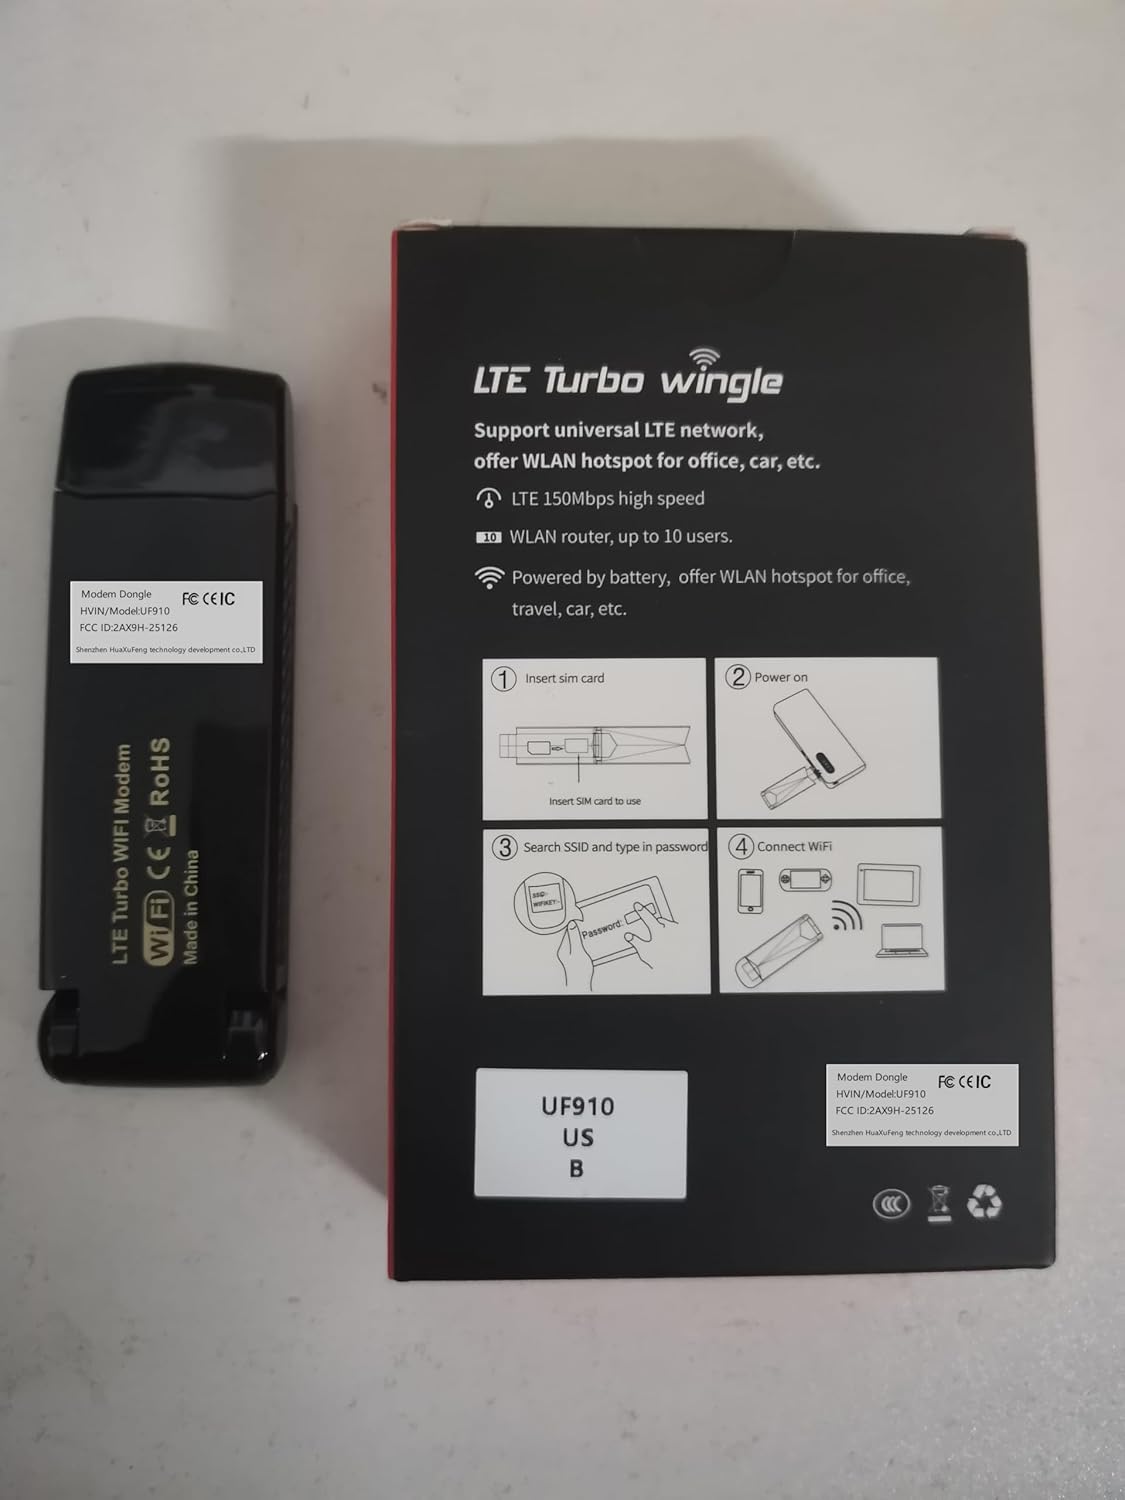 Modem Dongle
FC CE IC
HVIN/Model:UF910
FCC ID:2AX9H-25126
Shenzhen HuaXuFeng technology development co.,LTD
LTE Turbo WIFI Modem
WiFi CE RoHS
Made in China
LTE Turbo wingle
Support universal LTE network,
offer WLAN hotspot for office, car, etc.
LTE 150Mbps high speed
10 WLAN router, up to 10 users.
Powered by battery, offer WLAN hotspot for office,
travel, car, etc.
1 Insert sim card
Insert SIM card to use
2 Power on
3 Search SSID and type in password
SSID:-
WIFIKEY:-
Password:
4 Connect WiFi
UF910
US
B
Modem Dongle
FC CE IC
HVIN/Model:UF910
FCC ID:2AX9H-25126
Shenzhen HuaXuFeng technology development co.,LTD
CCC